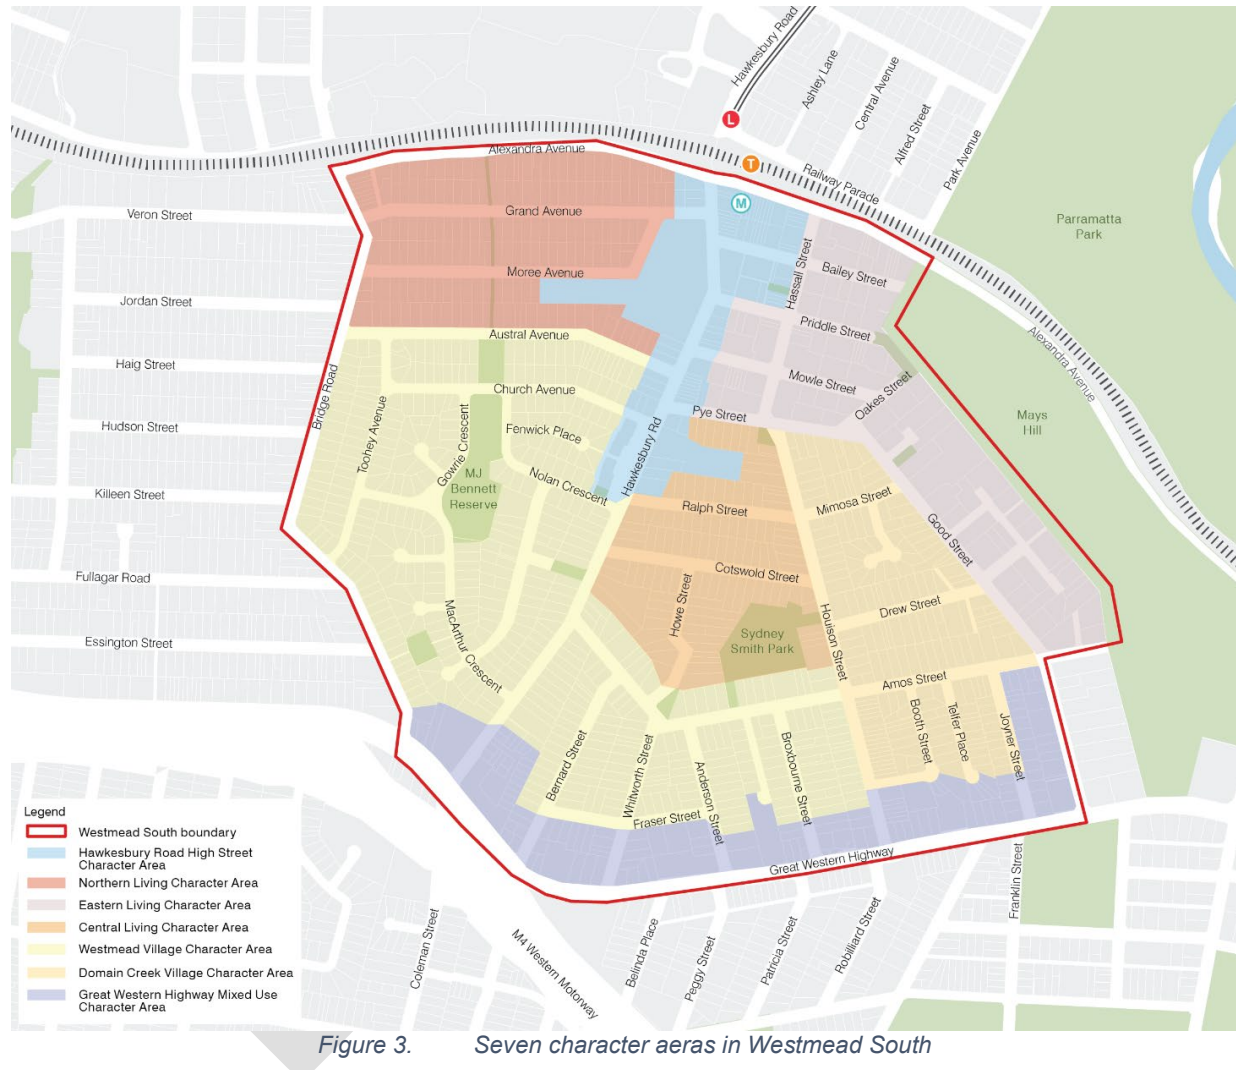 Hawkesbury Road
Ashley Lane
Central Avenue
Alfred Street
Park Avenue
L
T
M
Railway Parade
Alexandra Avenue
Veron Street
Grand Avenue
Parramatta
Park
Moree Avenue
Hassall Street
Bailey Street
Jordan Street
Priddle Street
Austral Avenue
Alexandra Avenue
Haig Street
Bridge Road
Church Avenue
Mowle Street
Oakes Street
Toohey Avenue
Gowrie Crescent
Pye Street
Mays
Hill
Hudson Street
Fenwick Place
Hawkesbury Rd
MJ
Bennett
Reserve
Nolan Crescent
Killeen Street
Ralph Street
Mimosa Street
Good Street
Fullagar Road
Cotswold Street
Howe Street
Houison Street
Drew Street
Essington Street
MacArthur Crescent
Sydney
Smith Park
Amos Street
Booth Street
Telfer Place
Joyner Street
Bernard Street
Whitworth Street
Anderson Street
Broxbourne Street
Fraser Street
Great Western Highway
Franklin Street
Coleman Street
M4 Western Motorway
Belinda Place
Peggy Street
Patricia Street
Robilliard Street
Legend
Westmead South boundary
Hawkesbury Road High Street
Character Area
Northern Living Character Area
Eastern Living Character Area
Central Living Character Area
Westmead Village Character Area
Domain Creek Village Character Area
Great Western Highway Mixed Use
Character Area
Figure 3. Seven character aeras in Westmead South